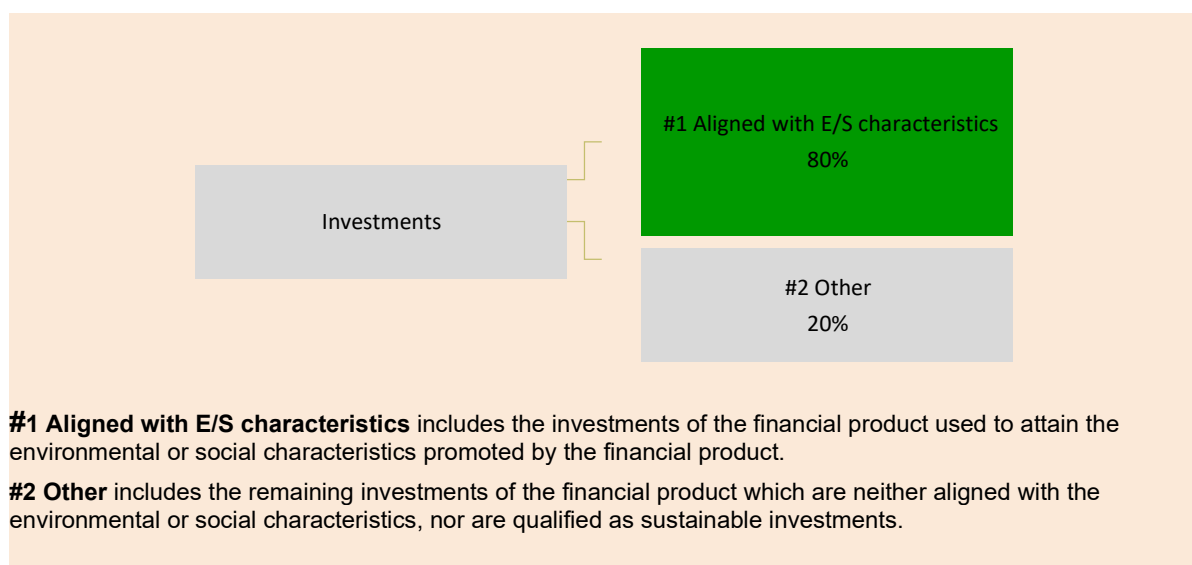 #1 Aligned with E/S characteristics
80%
Investments
#2 Other
20%
#1 Aligned with E/S characteristics includes the investments of the financial product used to attain the
environmental or social characteristics promoted by the financial product.
#2 Other includes the remaining investments of the financial product which are neither aligned with the
environmental or social characteristics, nor are qualified as sustainable investments.